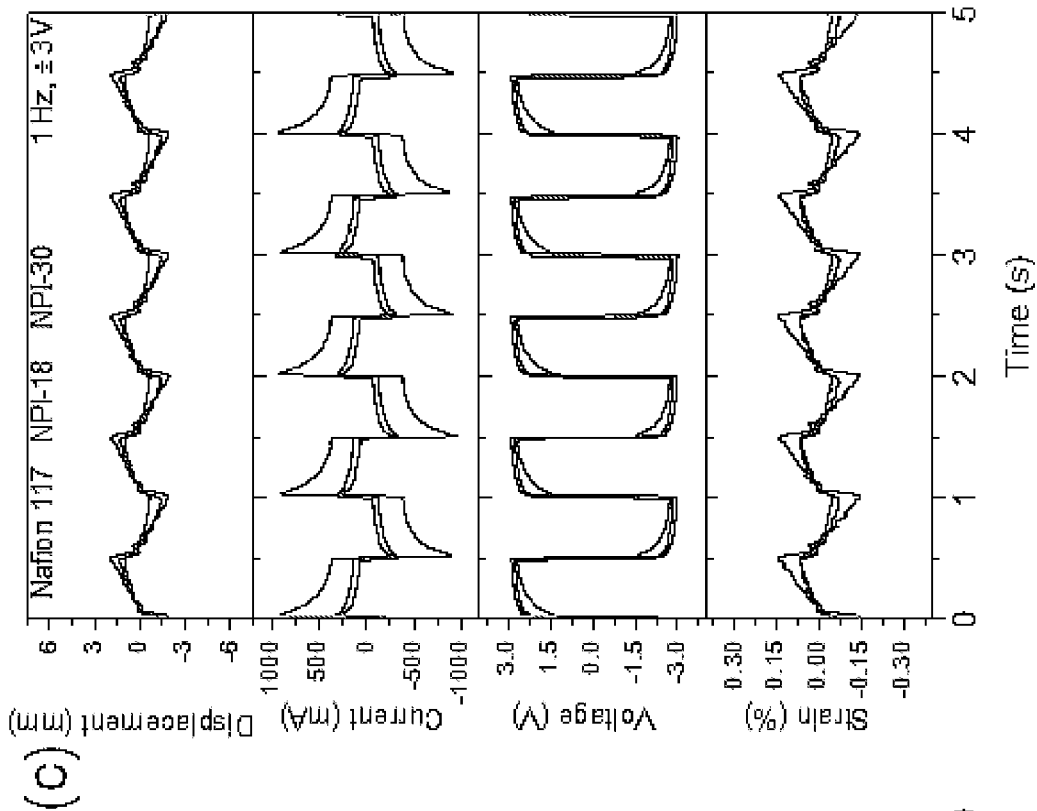 (c)
Nafion 117 NPI-18 NPI-30 1Hz, ±3V
Displacement (mm)
6
3
0
-3
-6
Current (mA)
1000
500
0
-500
-1000
Voltage (V)
3.0
1.5
0.0
-1.5
-3.0
Strain (%)
0.30
0.15
0.00
-0.15
-0.30
0 1 2 3 4 5
Time (s)